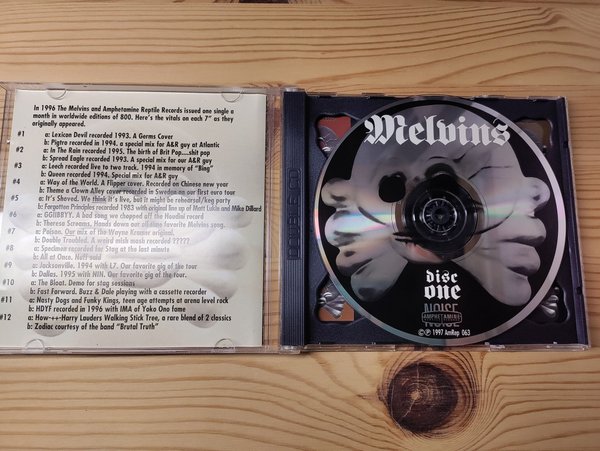 In 1996 The Melvins and Amphetamine Reptile Records issued one single a
month in worldwide editions of 800. Here's the vitals on each 7" as they
originally appeared.
#1 a: Lexicon Devil recorded 1993. A Germs Cover
b: Pigtro recorded in 1994, a special mix for A&R guy at Atlantic
#2 a: In the Rain recorded 1995. The birth of Brit Pop....shit pop
b: Spread Eagle recorded 1993. A special mix for our A&R guy
#3 a: Leech recorded live to two track. 1994 in memory of "Bing"
b: Queen recorded 1994. Special mix for A&R guy
#4 a: Way of the World. A Flipper cover. Recorded on Chinese new year
b: Theme a Clown Alley cover recorded in Sweden on our first euro tour
#5 a: It's Shoved. We think it's live, but it might be rehearsal/keg party
b: Forgotten Principles recorded 1983 with original line up of Matt Lukin and Mike Dillard
#6 a: GGIIBBYY. A bad song we chopped off the Houdini record
b: Theresa Screams. Hands down our all time favorite Melvins song.
#7 a: Poison. Our mix of the Wayne Kramer original.
b: Double Troubled. A weird mish mash recorded ?????
#8 a: Specimen recorded for Stag at the last minute
b: All at Once. Nuff said
#9 a: Jacksonville. 1994 with L7. Our favorite gig of the tour
b: Dallas. 1995 with NIN. Our favorite gig of the tour.
#10 a: The Bloat. Demo for stag sessions
b: Fast Forward. Buzz & Dale playing with a cassette recorder
#11 a: Nasty Dogs and Funky Kings, teen age attempts at arena level rock
b: HDYF recorded in 1996 with IMA of Yoko Ono fame
#12 a: How-++-Harry Lauders Walking Stick Tree, a rare blend of 2 classics
b: Zodiac courtesy of the band "Brutal Truth"
Melvins
disc
one
NOISE
AMPHETAMINE
NOISE
©℗ 1997 AmRep 063